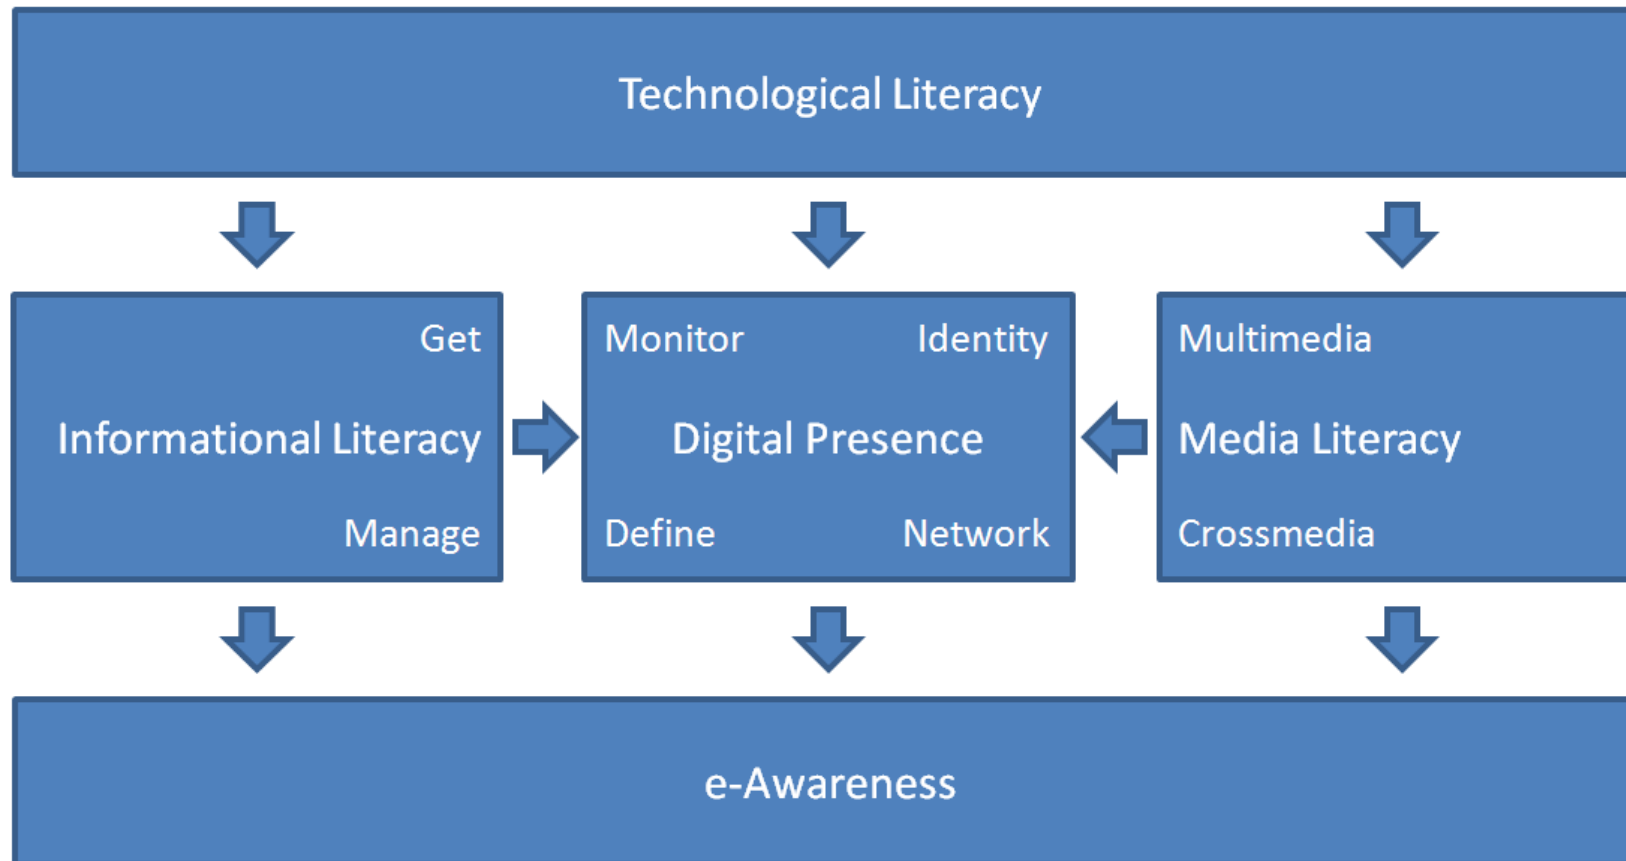 Technological Literacy
Get
Informational Literacy
Manage
Monitor Identity
Digital Presence
Define Network
Multimedia
Media Literacy
Crossmedia
e-Awareness